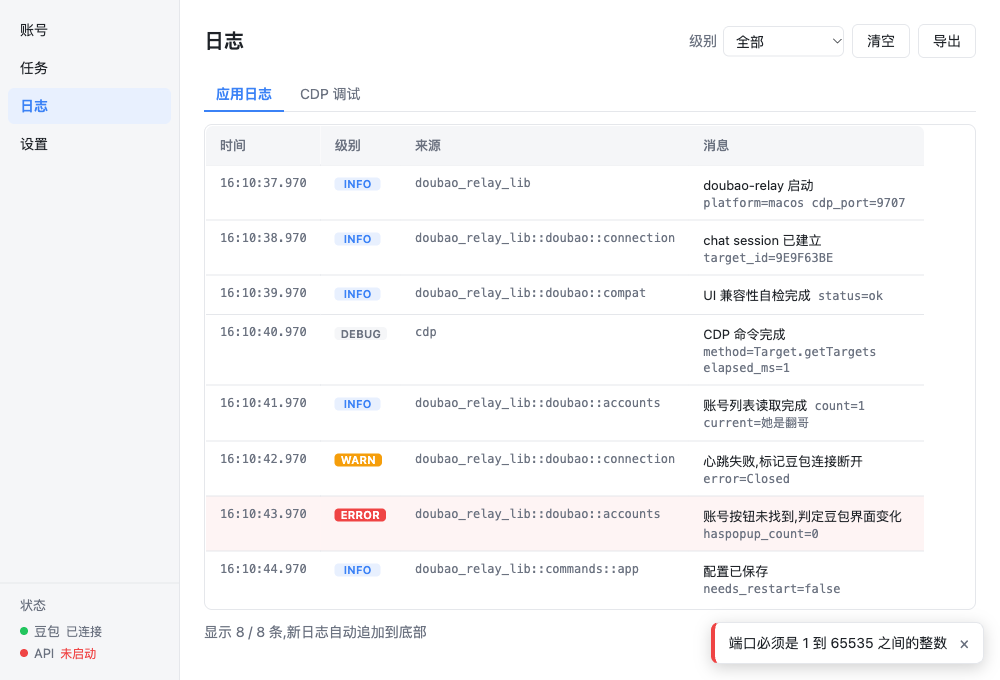 账号
任务
日志
设置
状态
豆包 已连接
API 未启动
日志
级别 全部 清空 导出
应用日志 CDP 调试
时间 级别 来源 消息
16:10:37.970 INFO doubao_relay_lib doubao-relay 启动
platform=macos cdp_port=9707
16:10:38.970 INFO doubao_relay_lib::doubao::connection chat session 已建立
target_id=9E9F63BE
16:10:39.970 INFO doubao_relay_lib::doubao::compat UI 兼容性自检完成 status=ok
16:10:40.970 DEBUG cdp CDP 命令完成
method=Target.getTargets
elapsed_ms=1
16:10:41.970 INFO doubao_relay_lib::doubao::accounts 账号列表读取完成 count=1
current=她是翻哥
16:10:42.970 WARN doubao_relay_lib::doubao::connection 心跳失败,标记豆包连接断开
error=Closed
16:10:43.970 ERROR doubao_relay_lib::doubao::accounts 账号按钮未找到,判定豆包界面变化
haspopup_count=0
16:10:44.970 INFO doubao_relay_lib::commands::app 配置已保存
needs_restart=false
显示 8 / 8 条,新日志自动追加到底部
端口必须是 1 到 65535 之间的整数 ×